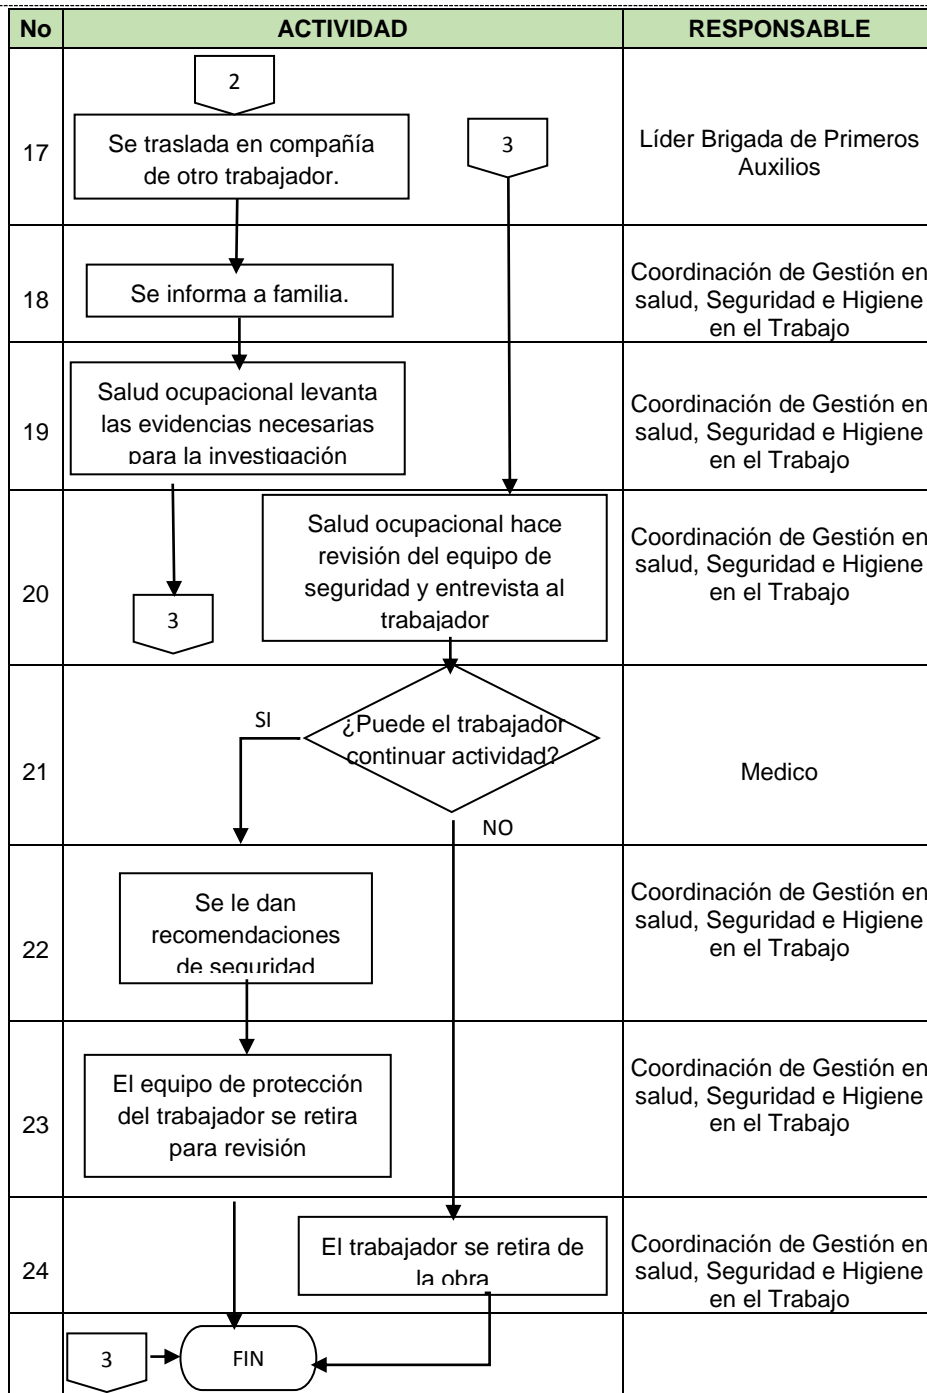 No ACTIVIDAD RESPONSABLE
2
17
Se traslada en compañía
de otro trabajador.
3
Líder Brigada de Primeros
Auxilios
18
Se informa a familia.
Coordinación de Gestión en
salud, Seguridad e Higiene
en el Trabajo
19
Salud ocupacional levanta
las evidencias necesarias
para la investigación
Coordinación de Gestión en
salud, Seguridad e Higiene
en el Trabajo
20
3
Salud ocupacional hace
revisión del equipo de
seguridad y entrevista al
trabajador
Coordinación de Gestión en
salud, Seguridad e Higiene
en el Trabajo
21
SI
¿Puede el trabajador
continuar actividad?
NO
Medico
22
Se le dan
recomendaciones
de seguridad
Coordinación de Gestión en
salud, Seguridad e Higiene
en el Trabajo
23
El equipo de protección
del trabajador se retira
para revisión
Coordinación de Gestión en
salud, Seguridad e Higiene
en el Trabajo
24
El trabajador se retira de
la obra
Coordinación de Gestión en
salud, Seguridad e Higiene
en el Trabajo
3
FIN